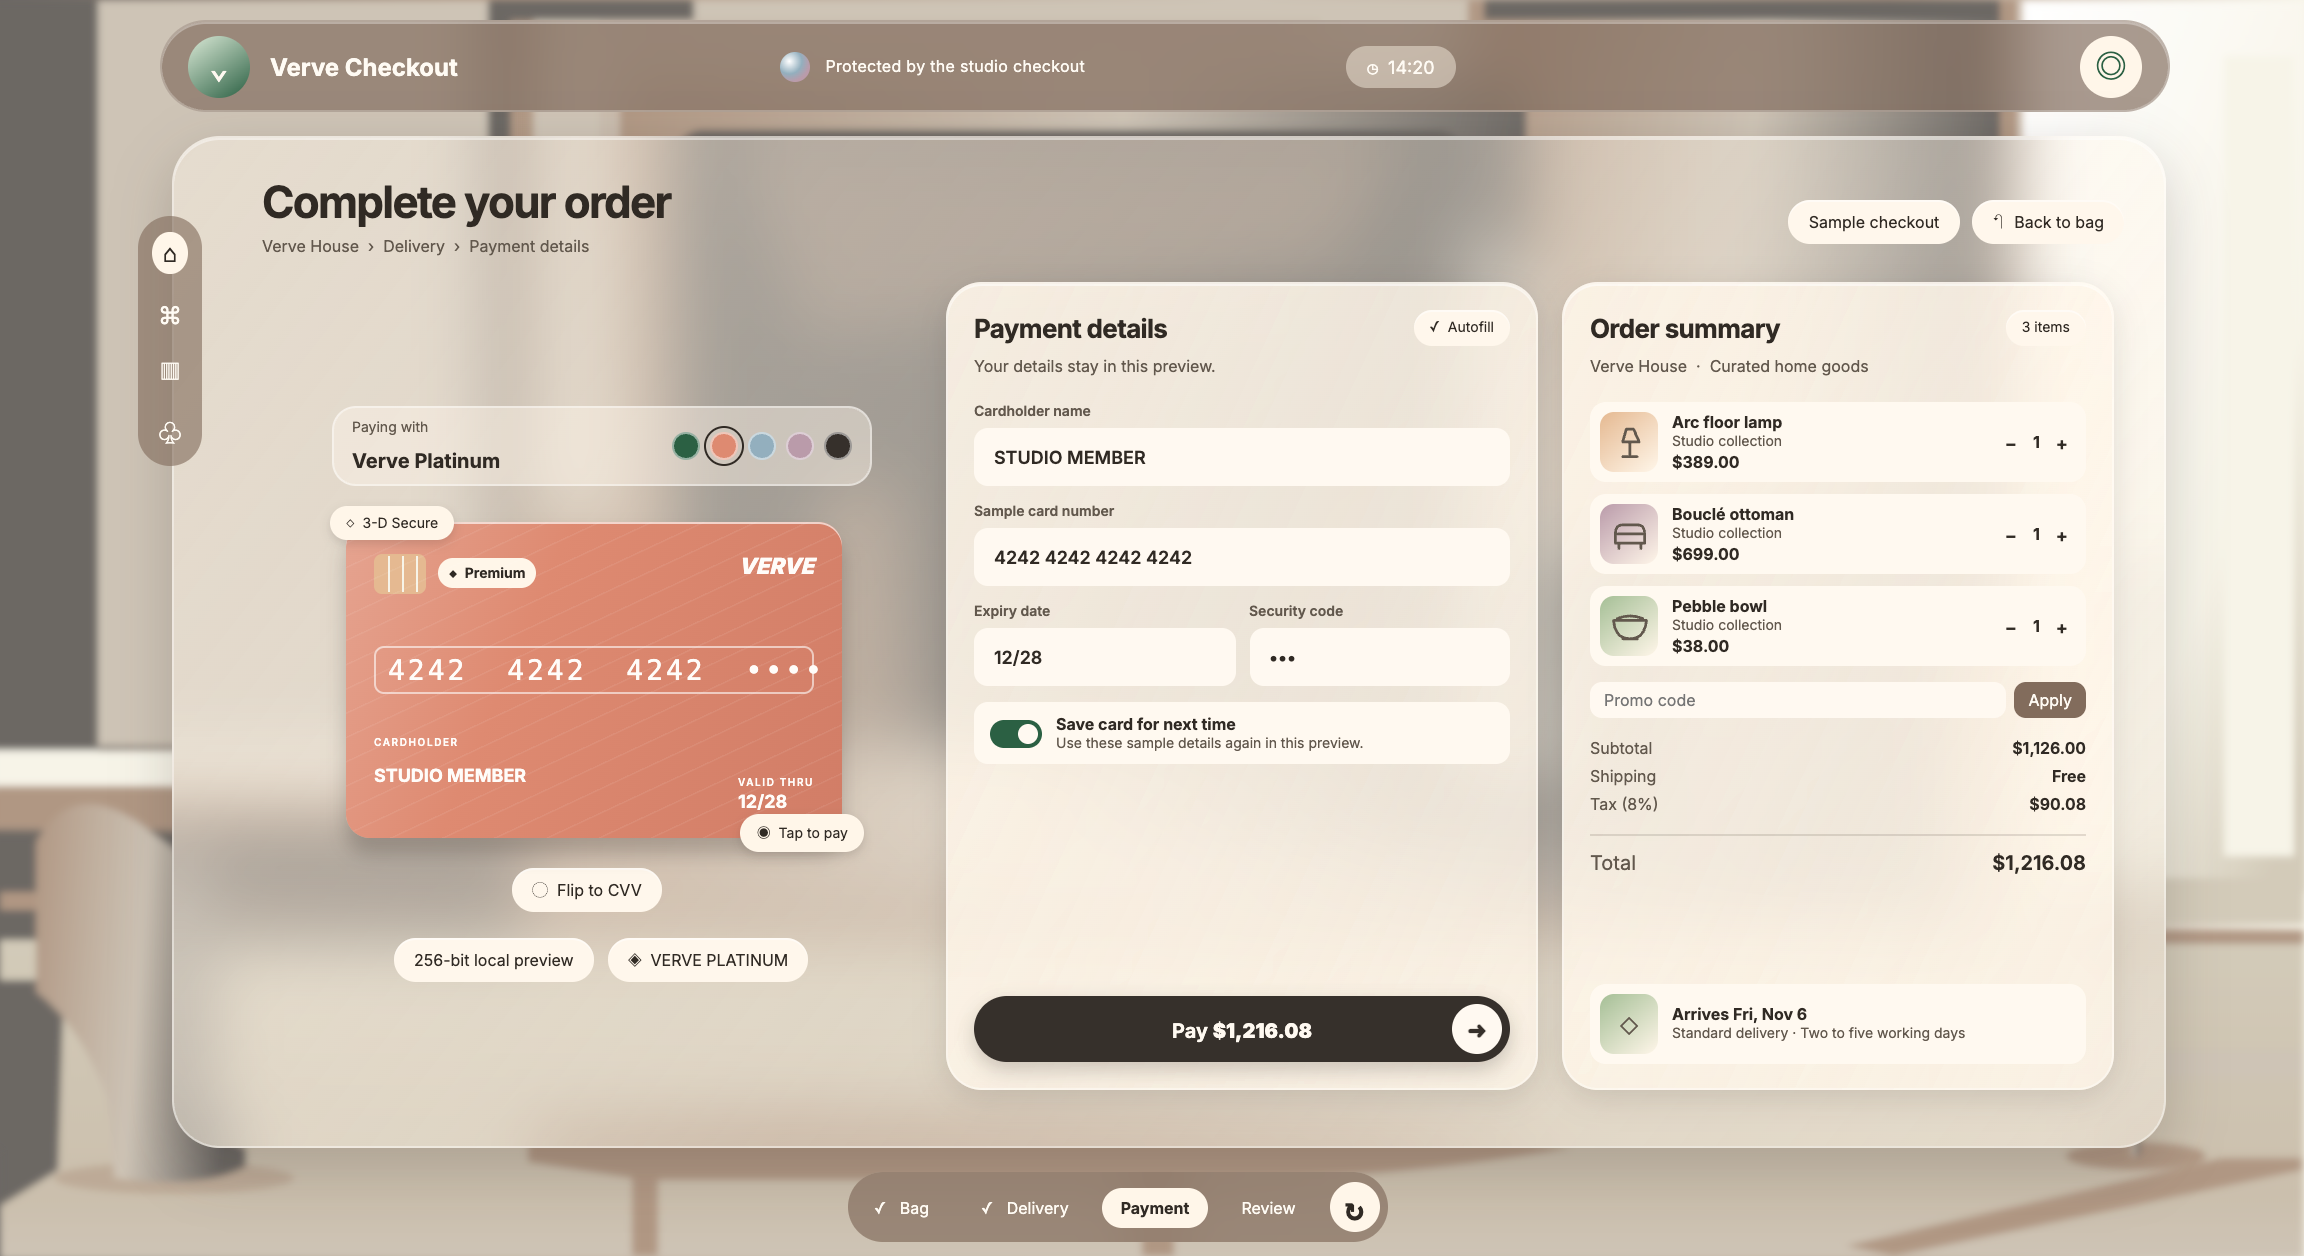 Verve Checkout
Protected by the studio checkout
14:20
Complete your order
Verve House › Delivery › Payment details
Sample checkout
Back to bag
Paying with
Verve Platinum
3-D Secure
Premium
VERVE
4242 4242 4242 ••••
CARDHOLDER
STUDIO MEMBER
VALID THRU
12/28
Tap to pay
Flip to CVV
256-bit local preview
VERVE PLATINUM
Payment details
✓ Autofill
Your details stay in this preview.
Cardholder name
STUDIO MEMBER
Sample card number
4242 4242 4242 4242
Expiry date
Security code
12/28
•••
Save card for next time
Use these sample details again in this preview.
Pay $1,216.08
Order summary
3 items
Verve House · Curated home goods
Arc floor lamp
Studio collection
$389.00
− 1 +
Bouclé ottoman
Studio collection
$699.00
− 1 +
Pebble bowl
Studio collection
$38.00
− 1 +
Promo code
Apply
Subtotal $1,126.00
Shipping Free
Tax (8%) $90.08
Total $1,216.08
Arrives Fri, Nov 6
Standard delivery · Two to five working days
✓ Bag
✓ Delivery
Payment
Review